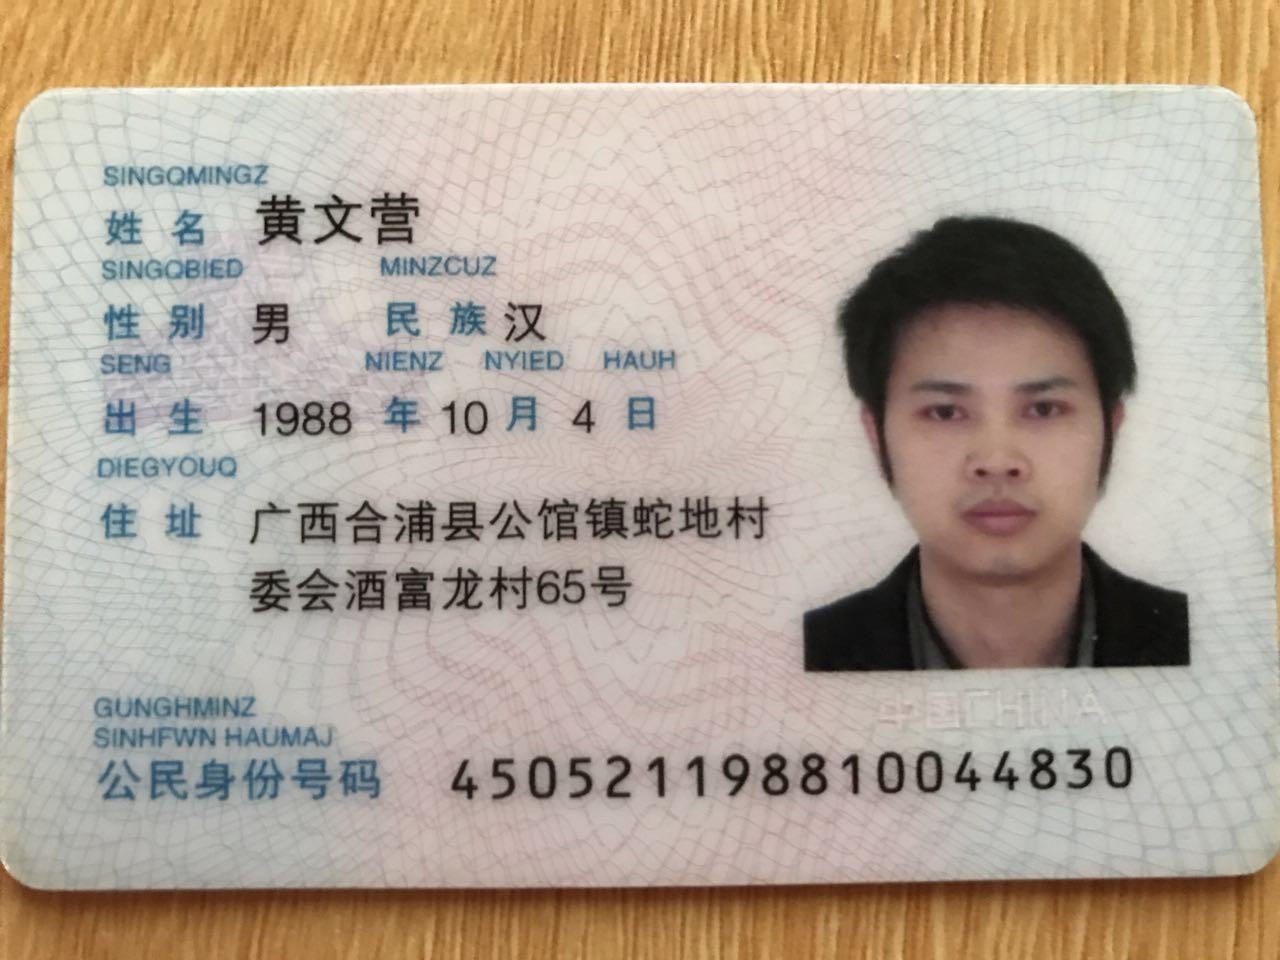 SINGQMINGZ
姓 名 黄文营
SINGQBIED MINZCUZ
性 别 男 民 族 汉
SENG NIENZ NYIED HAUH
出 生 1988 年 10 月 4 日
DIEGYOUQ
住 址 广西合浦县公馆镇蛇地村
委会酒富龙村65号
中国CHINA
GUNGHMINZ
SINHFWN HAUMAJ
公民身份号码 450521198810044830